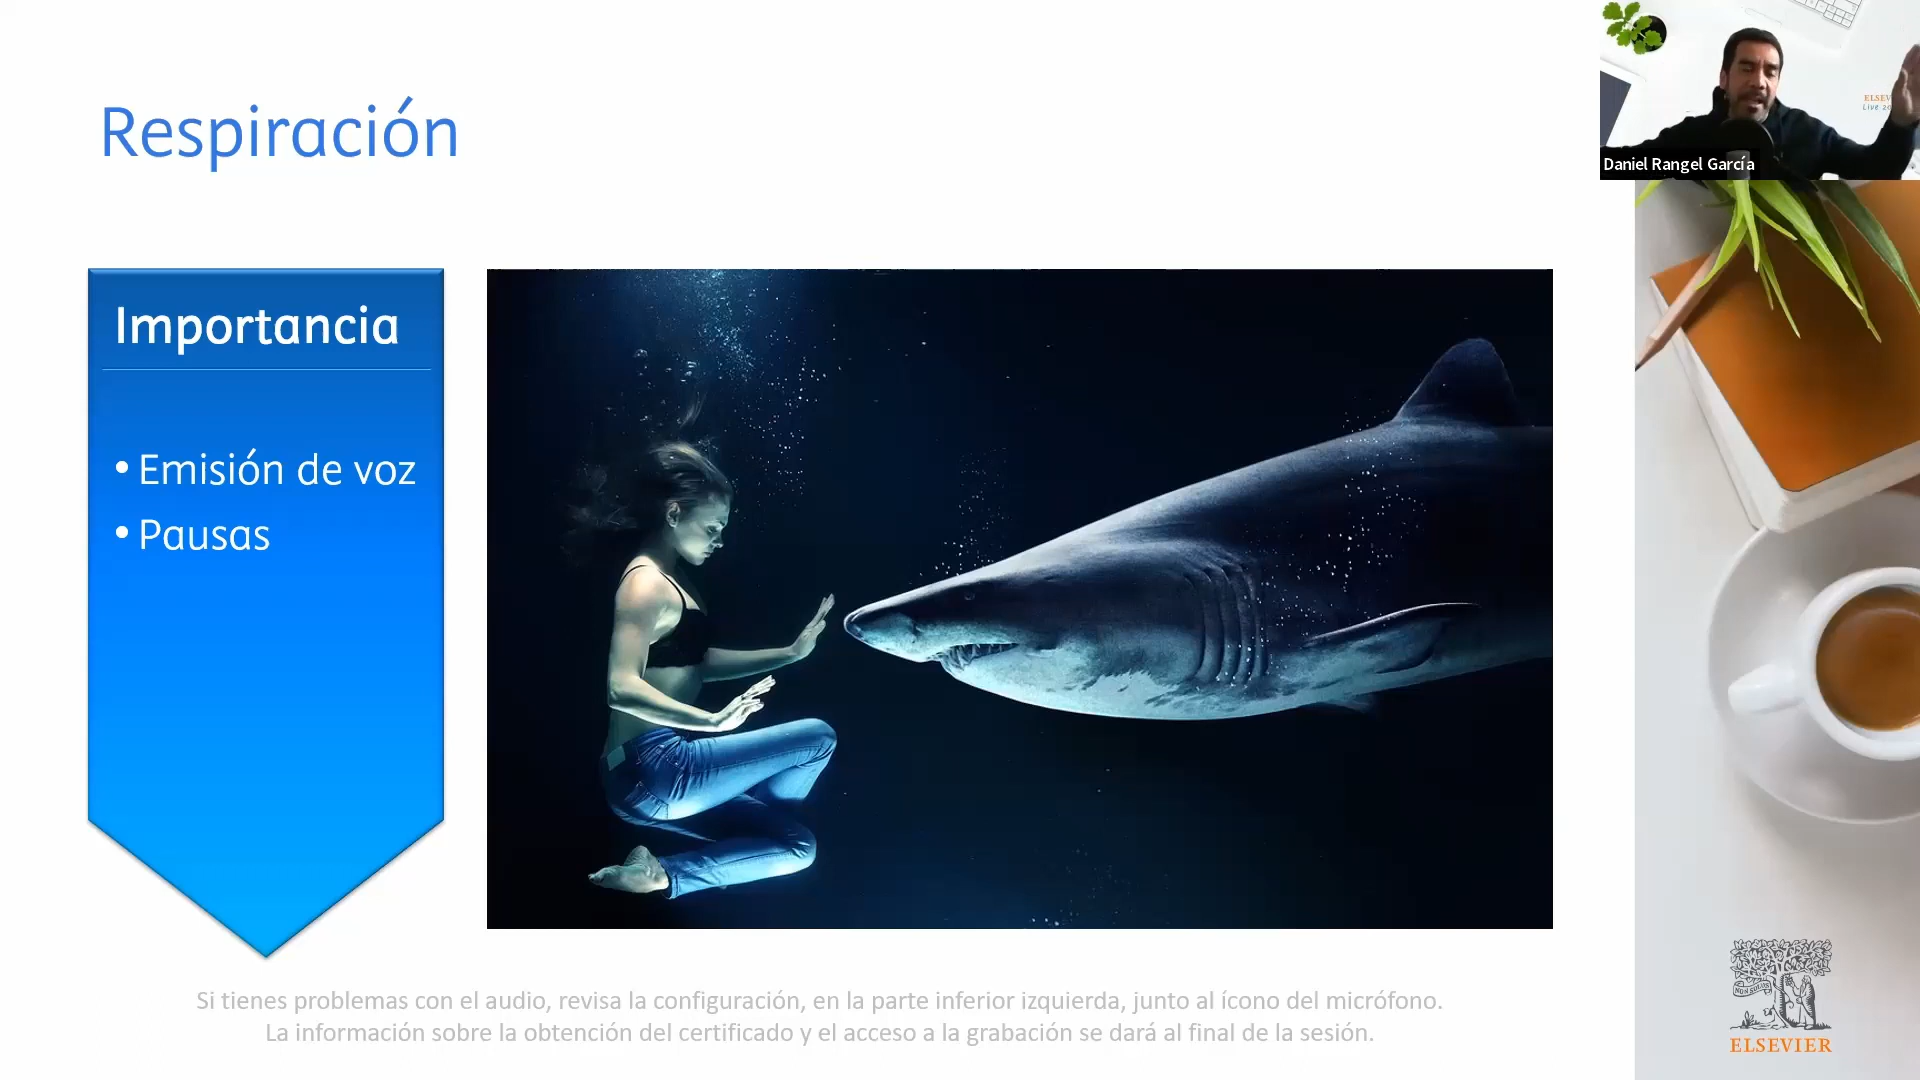 Respiración
Importancia
• Emisión de voz
• Pausas
Daniel Rangel García
Si tienes problemas con el audio, revisa la configuración, en la parte inferior izquierda, junto al ícono del micrófono.
La información sobre la obtención del certificado y el acceso a la grabación se dará al final de la sesión.
NON SOLUS
ELSEVIER